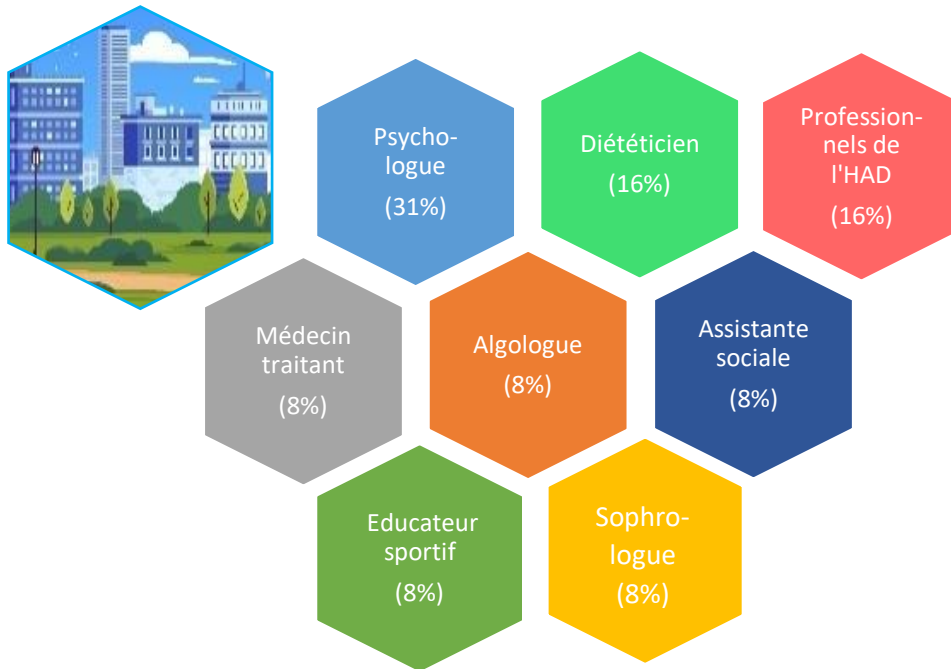 Psycho-
logue
(31%)
Diététicien
(16%)
Profession-
nels de
l'HAD
(16%)
Médecin
traitant
(8%)
Algologue
(8%)
Assistante
sociale
(8%)
Educateur
sportif
(8%)
Sophro-
logue
(8%)